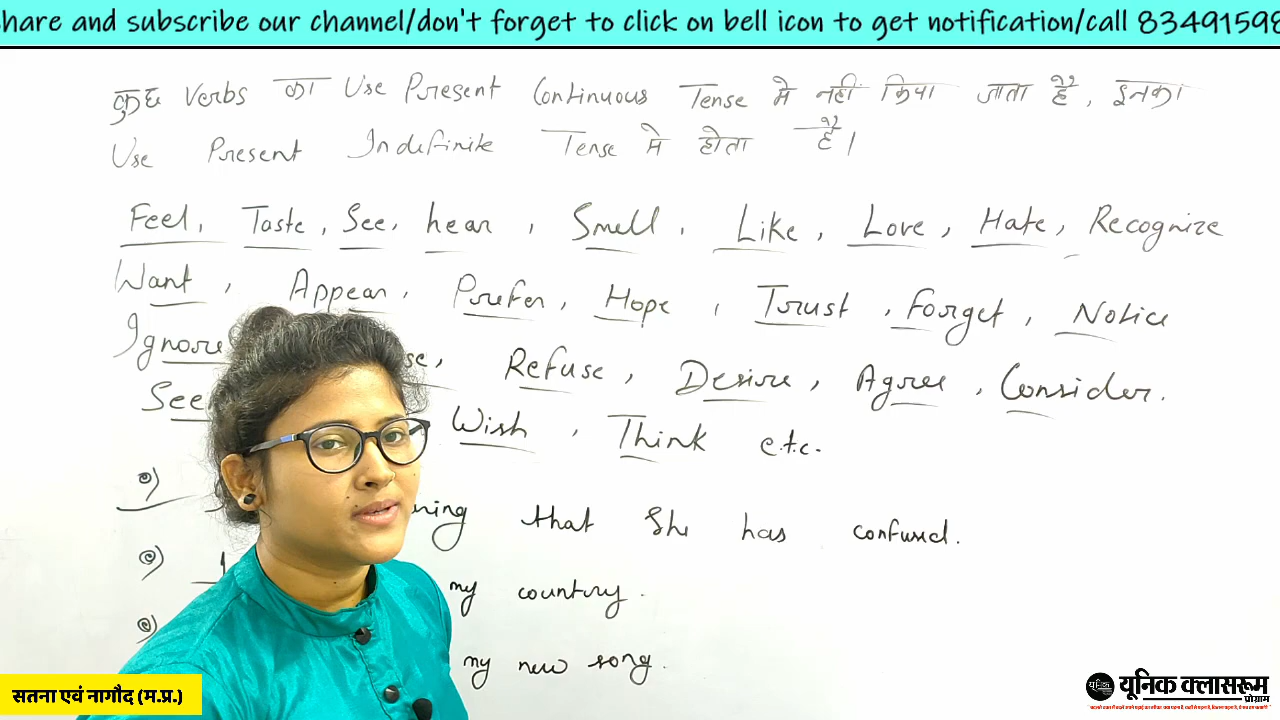 share and subscribe our channel/don't forget to click on bell icon to get notification/call 83491598
कुछ Verbs का Use Present Continuous Tense मे नहीं किया जाता है, इनका
Use Present Indefinite Tense मे होता है।
Feel, Taste, See, hear, Smell, Like, Love, Hate, Recognize
Want, Appear, Prefer, Hope, Trust, Forget, Notice
Ignore se, Refuse, Desire, Agree, Consider.
See Wish, Think e.t.c.
that She has confused.
my country.
my new song.
सतना एवं नागौद (म.प्र.)
यूनिक क्लासरूम
प्रोग्राम